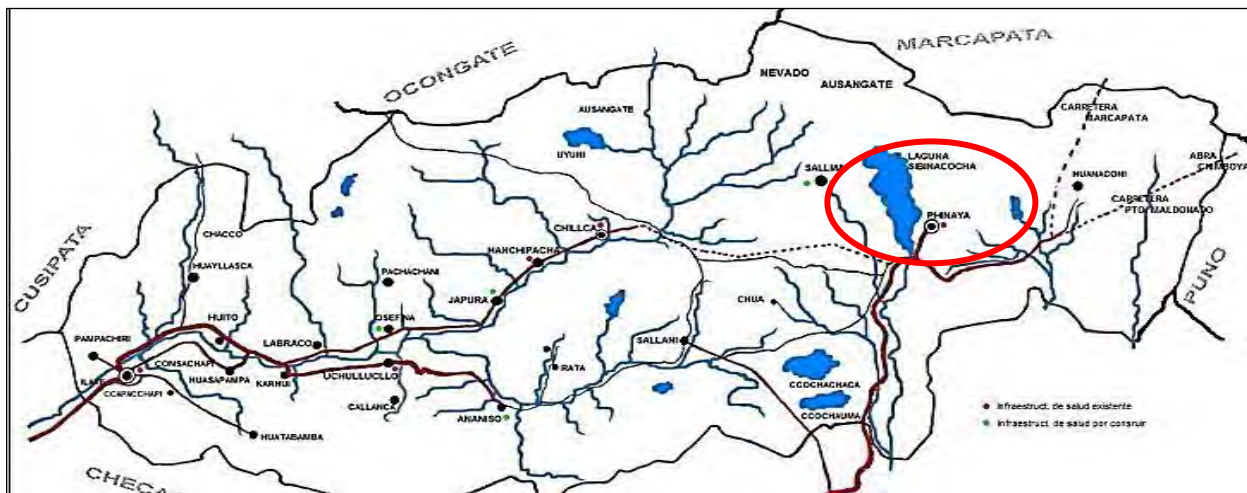 MARCAPATA
OCONGATE
NEVADO
AUSANGATE
AUSANGATE
CARRETERA
MARCAPATA
UYUNI
LAGUNA
SIBINACOCHA
ABRA
CHIMBOYA
HUANACONI
CARRETERA
PTO. MALDONADO
PHINAYA
CHILLCA
CHACCO
HANCHIPACHA
CUSIPATA
HUAYLLASCA
PACHACHANI
PUNO
JAPURA
CHUA
HUITO
OSEFINA
PAMPACHIRI
LABRACO
SALLANI
CONSACHAPI
RATA
UCHULLUCLLO
HUASAPAMPA
KARHUI
CCOCHACHACA
CCAPACCHAPI
CALLANCA
ANANISO
CCOCHAUMA
Infraestruct. de salud existente
Infraestruct. de salud por consruir
HUATABAMBA